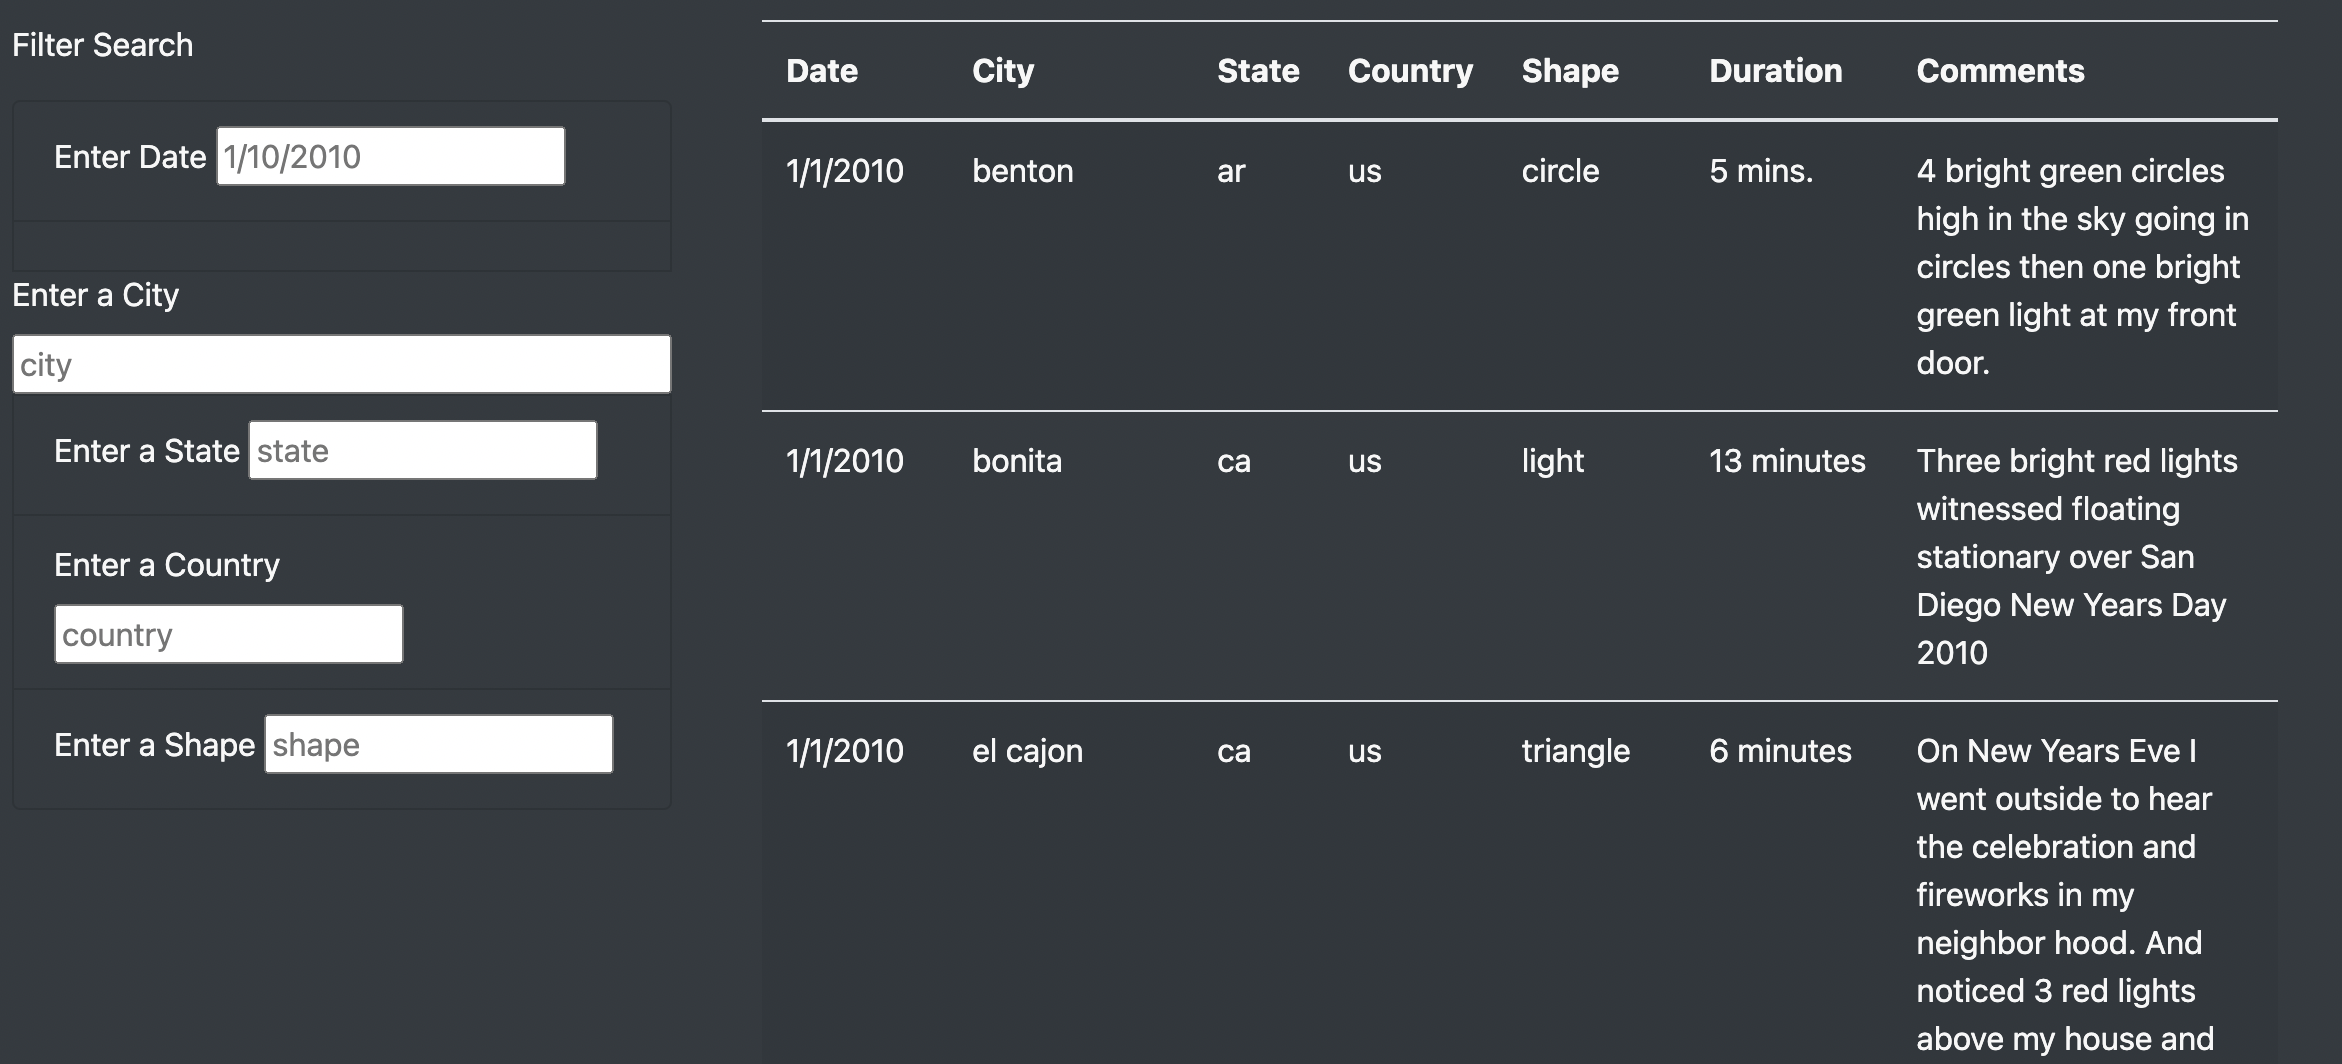 Filter Search
Enter Date 1/10/2010
Enter a City
city
Enter a State state
Enter a Country
country
Enter a Shape shape
Date City State Country Shape Duration Comments
1/1/2010 benton ar us circle 5 mins. 4 bright green circles
high in the sky going in
circles then one bright
green light at my front
door.
1/1/2010 bonita ca us light 13 minutes Three bright red lights
witnessed floating
stationary over San
Diego New Years Day
2010
1/1/2010 el cajon ca us triangle 6 minutes On New Years Eve I
went outside to hear
the celebration and
fireworks in my
neighbor hood. And
noticed 3 red lights
above my house and